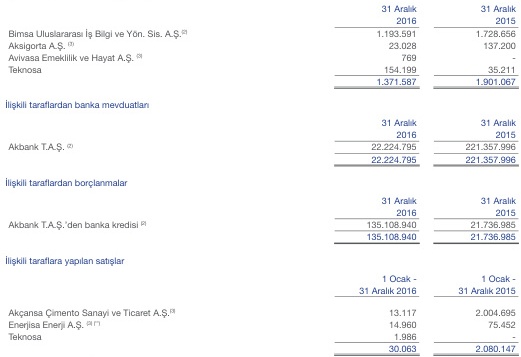 31 Aralık 31 Aralık
2016 2015
Bimsa Uluslararası İş Bilgi ve Yön. Sis. A.Ş.(2) 1.193.591 1.728.656
Aksigorta A.Ş. (3) 23.028 137.200
Avivasa Emeklilik ve Hayat A.Ş. (3) 769 -
Teknosa 154.199 35.211
1.371.587 1.901.067
İlişkili taraflardan banka mevduatları
31 Aralık 31 Aralık
2016 2015
Akbank T.A.Ş. (2) 22.224.795 221.357.996
22.224.795 221.357.996
İlişkili taraflardan borçlanmalar
31 Aralık 31 Aralık
2016 2015
Akbank T.A.Ş.'den banka kredisi (2) 135.108.940 21.736.985
135.108.940 21.736.985
İlişkili taraflara yapılan satışlar
1 Ocak - 1 Ocak -
31 Aralık 2016 31 Aralık 2015
Akçansa Çimento Sanayi ve Ticaret A.Ş.(3) 13.117 2.004.695
Enerjisa Enerji A.Ş. (3) (**) 14.960 75.452
Teknosa 1.986 -
30.063 2.080.147